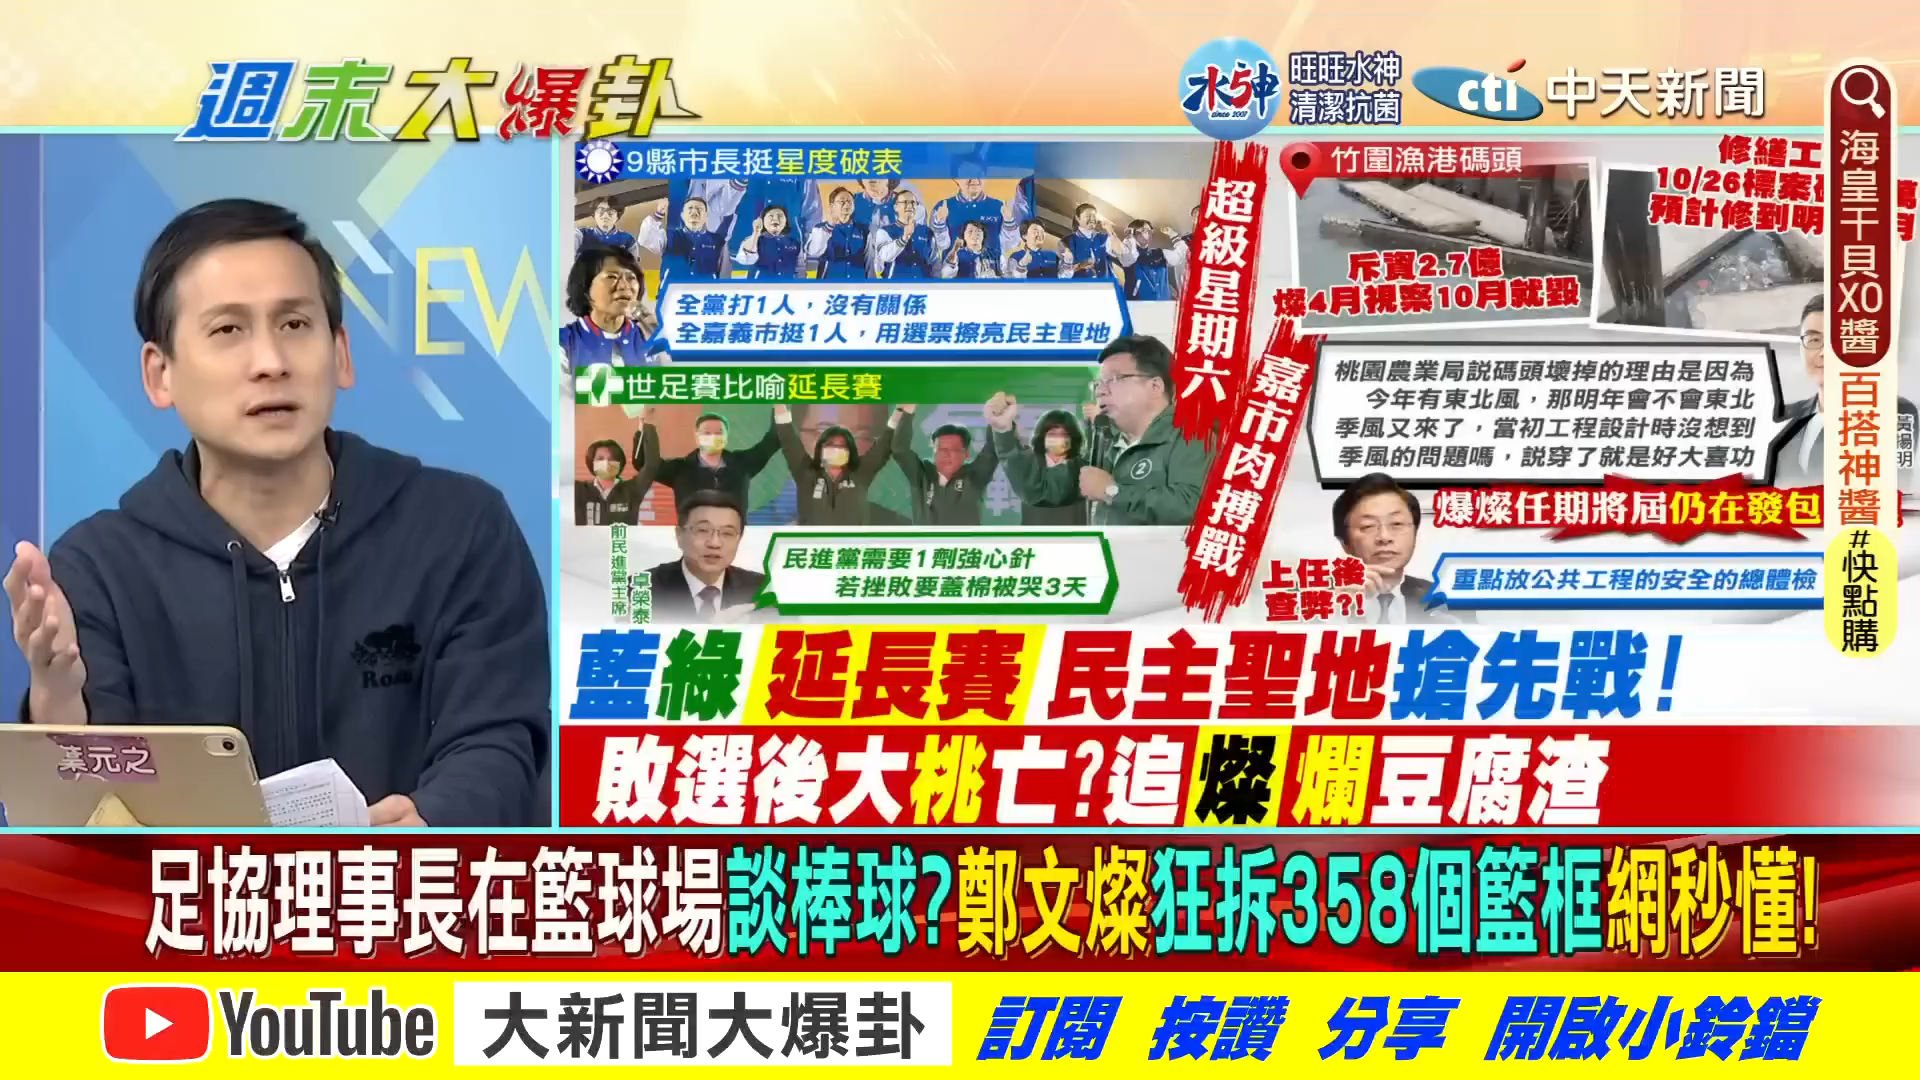 週末大爆卦
水神
since 2007
旺旺水神
清潔抗菌
cti 中天新聞
海皇干貝XO醬
百搭神醬
#快點購
NEW
葉元之
Roots
9縣市長挺星度破表
全黨打1人，沒有關係
全嘉義市挺1人，用選票擦亮民主聖地
世足賽比喻延長賽
2
前民進黨主席
卓榮泰
民進黨需要1劑強心針
若挫敗要蓋棉被哭3天
超級星期六
嘉市肉搏戰
竹圍漁港碼頭
斥資2.7億
燦4月視察10月就毀
修繕工
10/26標案
預計修到明
月
桃園農業局說碼頭壞掉的理由是因為
今年有東北風，那明年會不會東北
季風又來了，當初工程設計時沒想到
季風的問題嗎，說穿了就是好大喜功
黃揚明
爆燦任期將屆仍在發包
上任後
查弊?!
重點放公共工程的安全的總體檢
藍綠 延長賽 民主聖地搶先戰!
敗選後大桃亡?追燦爛豆腐渣
足協理事長在籃球場談棒球?鄭文燦狂拆358個籃框網秒懂!
YouTube 大新聞大爆卦 訂閱 按讚 分享 開啟小鈴鐺